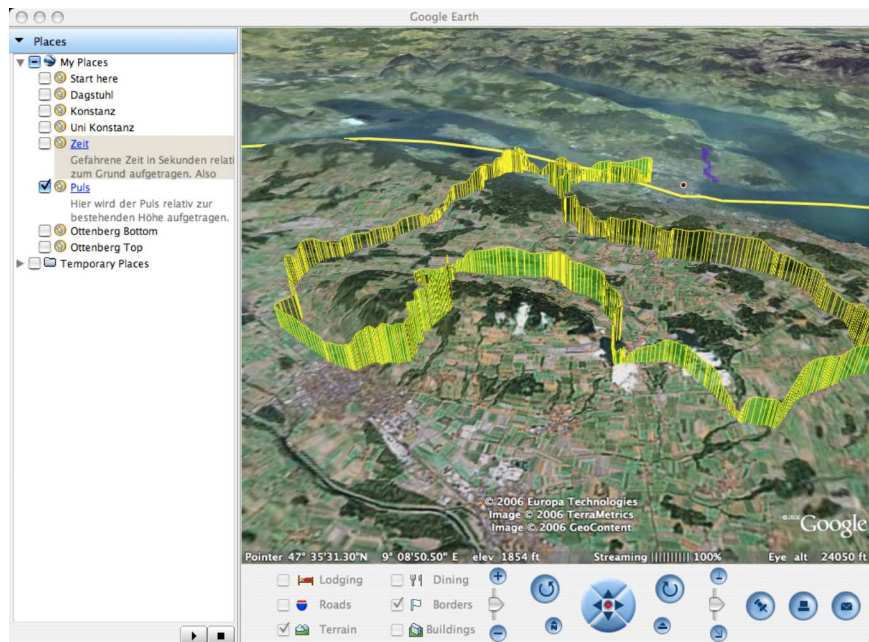 Google Earth
Places
My Places
Start here
Dagstuhl
Konstanz
Uni Konstanz
Zeit
Gefahrene Zeit in Sekunden relati
zum Grund aufgetragen. Also
Puls
Hier wird der Puls relativ zur
bestehenden Höhe aufgetragen.
Ottenberg Bottom
Ottenberg Top
Temporary Places
© 2006 Europa Technologies
Image © 2006 TerraMetrics
Image © 2006 GeoContent
©2006 Google
Pointer 47° 35'31.30"N 9° 08'50.50" E elev 1854 ft Streaming 100% Eye alt 24050 ft
Lodging Dining
Roads Borders
Terrain Buildings